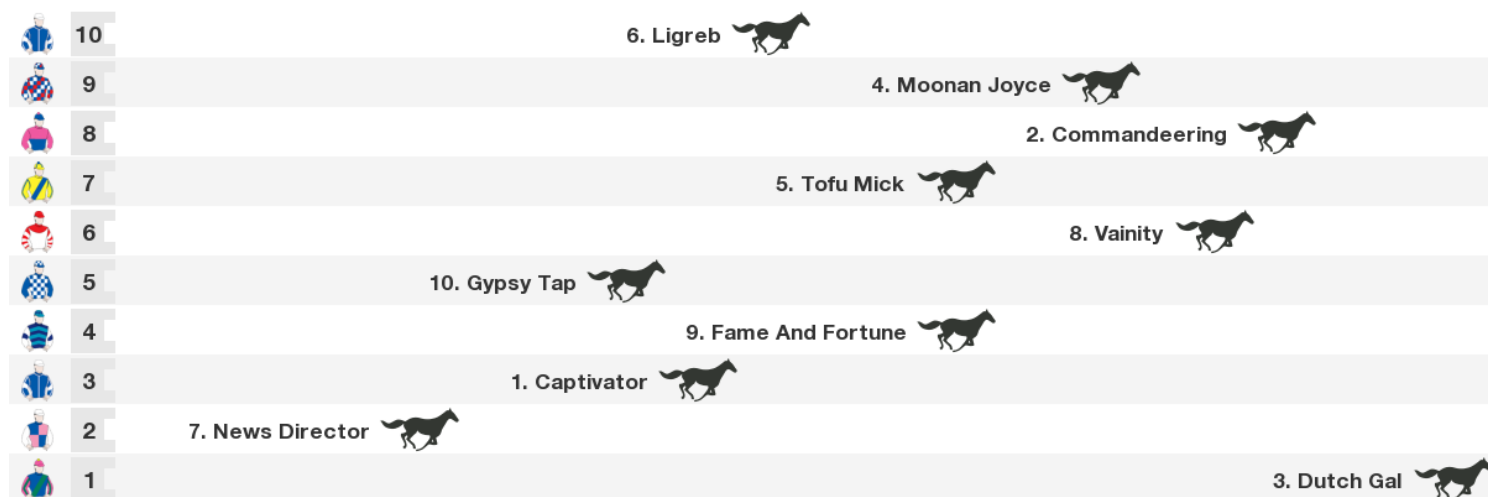 10 6. Ligreb
9 4. Moonan Joyce
8 2. Commandeering
7 5. Tofu Mick
6 8. Vainity
5 10. Gypsy Tap
4 9. Fame And Fortune
3 1. Captivator
2 7. News Director
1 3. Dutch Gal